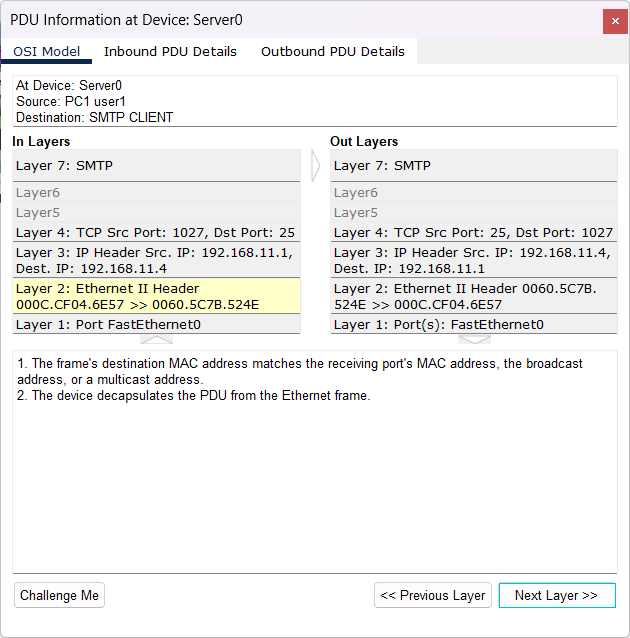 PDU Information at Device: Server0
OSI Model Inbound PDU Details Outbound PDU Details
At Device: Server0
Source: PC1 user1
Destination: SMTP CLIENT
In Layers
Layer 7: SMTP
Layer6
Layer5
Layer 4: TCP Src Port: 1027, Dst Port: 25
Layer 3: IP Header Src. IP: 192.168.11.1,
Dest. IP: 192.168.11.4
Layer 2: Ethernet II Header
000C.CF04.6E57 >> 0060.5C7B.524E
Layer 1: Port FastEthernet0
Out Layers
Layer 7: SMTP
Layer6
Layer5
Layer 4: TCP Src Port: 25, Dst Port: 1027
Layer 3: IP Header Src. IP: 192.168.11.4,
Dest. IP: 192.168.11.1
Layer 2: Ethernet II Header 0060.5C7B.
524E >> 000C.CF04.6E57
Layer 1: Port(s): FastEthernet0
1. The frame's destination MAC address matches the receiving port's MAC address, the broadcast
address, or a multicast address.
2. The device decapsulates the PDU from the Ethernet frame.
Challenge Me << Previous Layer Next Layer >>